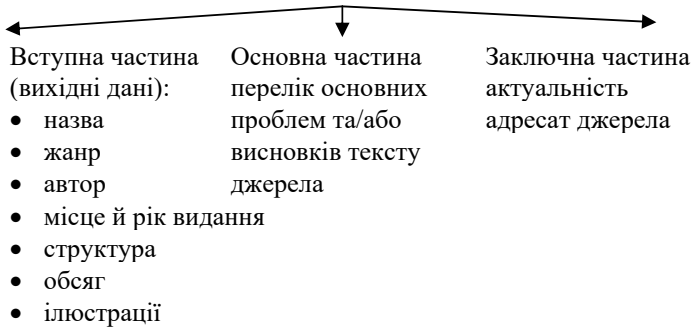 Вступна частина
(вихідні дані):
• назва
• жанр
• автор
• місце й рік видання
• структура
• обсяг
• ілюстрації
Основна частина
перелік основних
проблем та/або
висновків тексту
джерела
Заключна частина
актуальність
адресат джерела